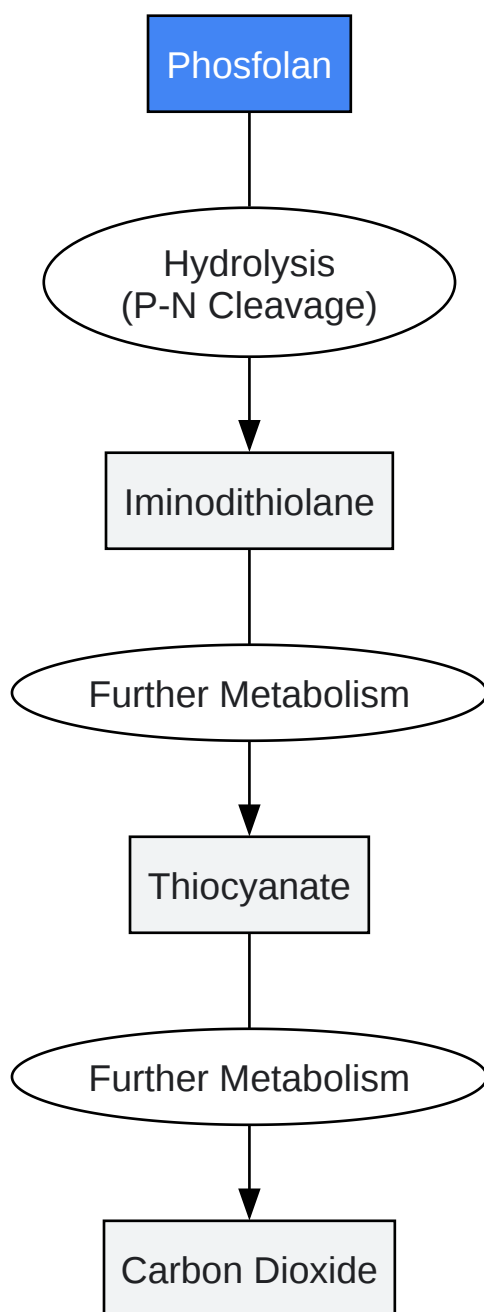 Phosfolan
Hydrolysis
(P-N Cleavage)
Iminodithiolane
Further Metabolism
Thiocyanate
Further Metabolism
Carbon Dioxide